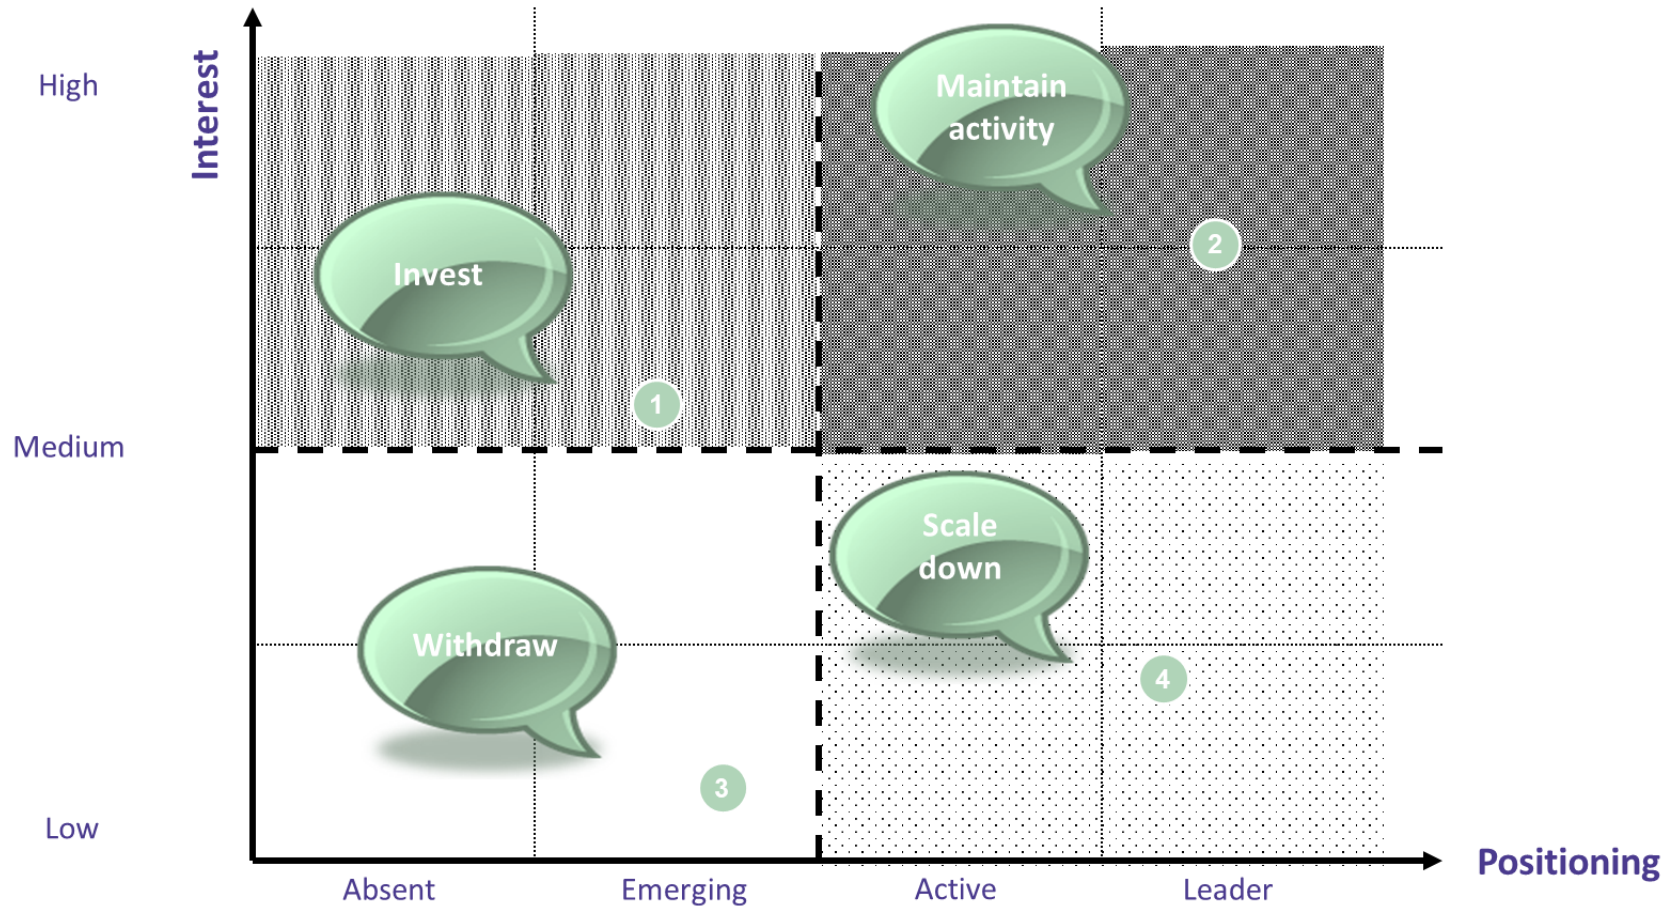 Interest
High
Medium
Low
Maintain
activity
Invest
2
1
Scale
down
Withdraw
4
3
Positioning
Absent
Emerging
Active
Leader